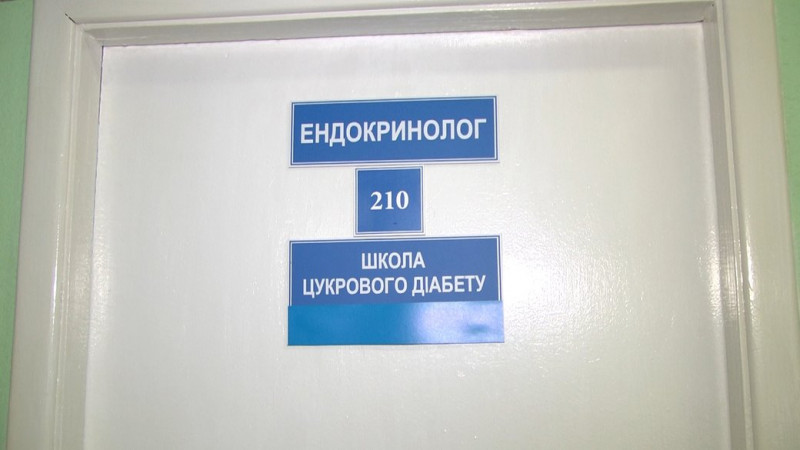 ЕНДОКРИНОЛОГ
210
ШКОЛА
ЦУКРОВОГО ДІАБЕТУ